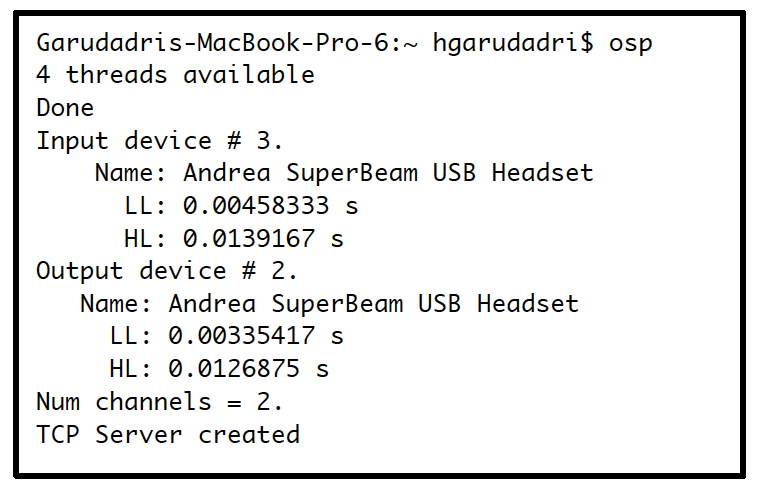 Garudadris-MacBook-Pro-6:~ hgarudadri$ osp
4 threads available
Done
Input device # 3.
    Name: Andrea SuperBeam USB Headset
      LL: 0.00458333 s
      HL: 0.0139167 s
Output device # 2.
   Name: Andrea SuperBeam USB Headset
     LL: 0.00335417 s
     HL: 0.0126875 s
Num channels = 2.
TCP Server created